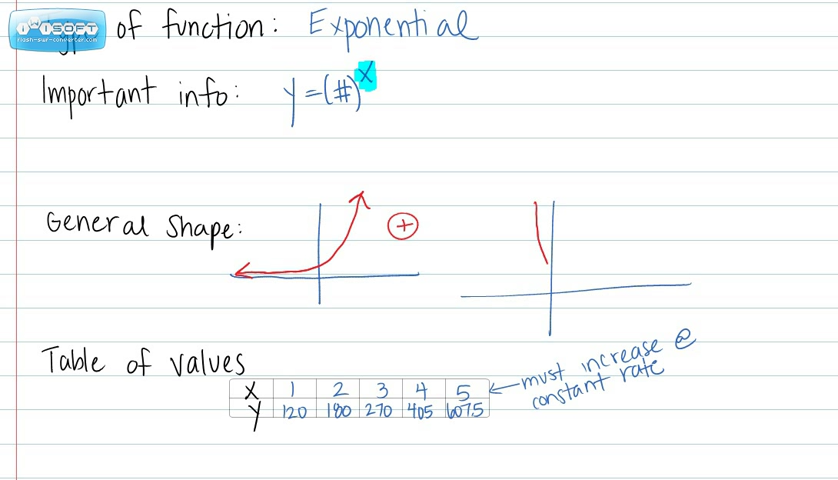 of function: Exponential
Important info: y = (#)^x
General Shape:
+
Table of values
must increase @
constant rate
X 1 2 3 4 5
Y 120 180 270 405 607.5